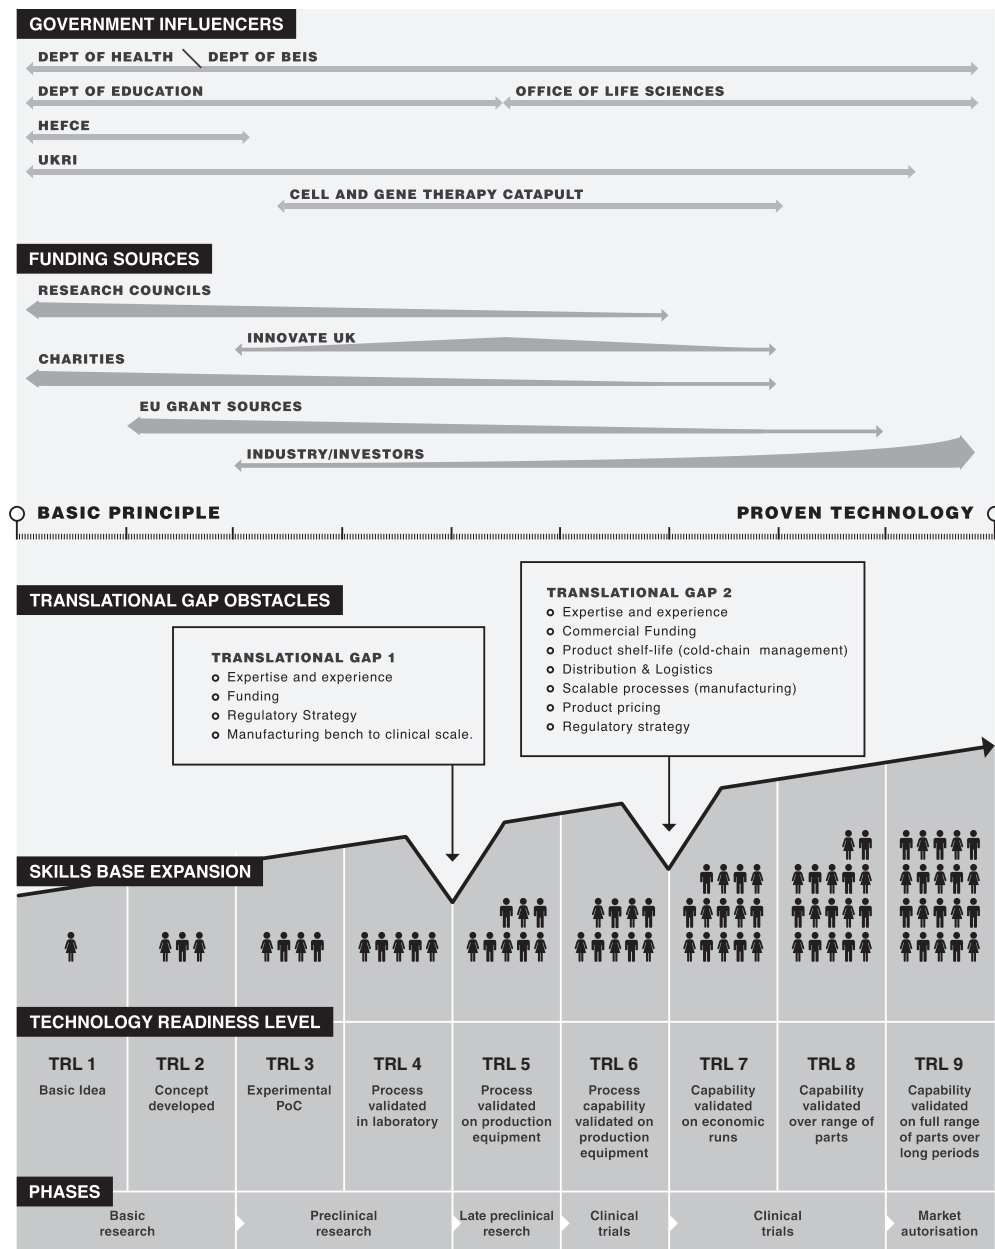 GOVERNMENT INFLUENCERS
DEPT OF HEALTH \ DEPT OF BEIS
DEPT OF EDUCATION
OFFICE OF LIFE SCIENCES
HEFCE
UKRI
CELL AND GENE THERAPY CATAPULT
FUNDING SOURCES
RESEARCH COUNCILS
INNOVATE UK
CHARITIES
EU GRANT SOURCES
INDUSTRY/INVESTORS
BASIC PRINCIPLE
PROVEN TECHNOLOGY
TRANSLATIONAL GAP OBSTACLES
TRANSLATIONAL GAP 1
Expertise and experience
Funding
Regulatory Strategy
Manufacturing bench to clinical scale.
TRANSLATIONAL GAP 2
Expertise and experience
Commercial Funding
Product shelf-life (cold-chain management)
Distribution & Logistics
Scalable processes (manufacturing)
Product pricing
Regulatory strategy
SKILLS BASE EXPANSION
TECHNOLOGY READINESS LEVEL
TRL 1
Basic Idea
TRL 2
Concept
developed
TRL 3
Experimental
PoC
TRL 4
Process
validated
in laboratory
TRL 5
Process
validated
on production
equipment
TRL 6
Process
capability
validated on
production
equipment
TRL 7
Capability
validated
on economic
runs
TRL 8
Capability
validated
over range of
parts
TRL 9
Capability
validated
on full range
of parts over
long periods
PHASES
Basic
research
Preclinical
research
Late preclinical
reserch
Clinical
trials
Clinical
trials
Market
autorisation